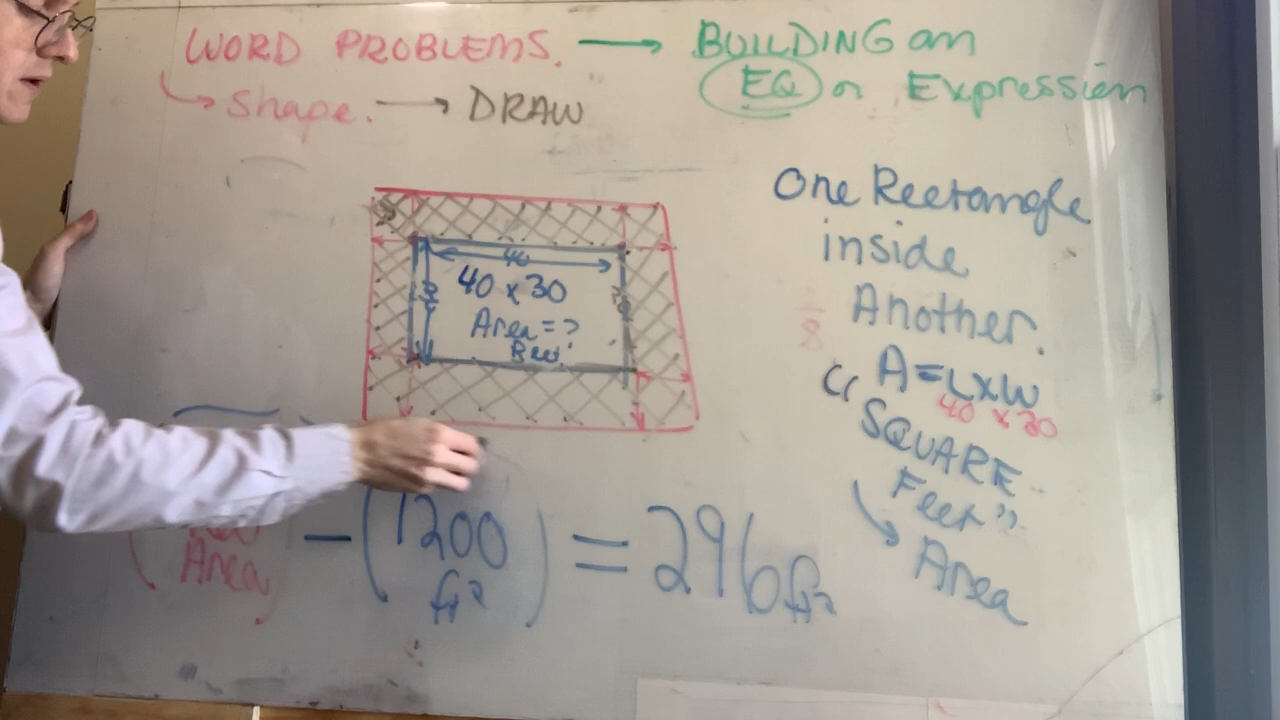 WORD PROBLEMS. → BUILDING an
EQ or Expression
→ Shape. → DRAW
One Rectangle
inside
Another.
A=LxW
40 x 30
"SQUARE
Feet"
→ Area
40
40 x 30
Area = ?
Area
- (1200 ft²) = 296 ft²